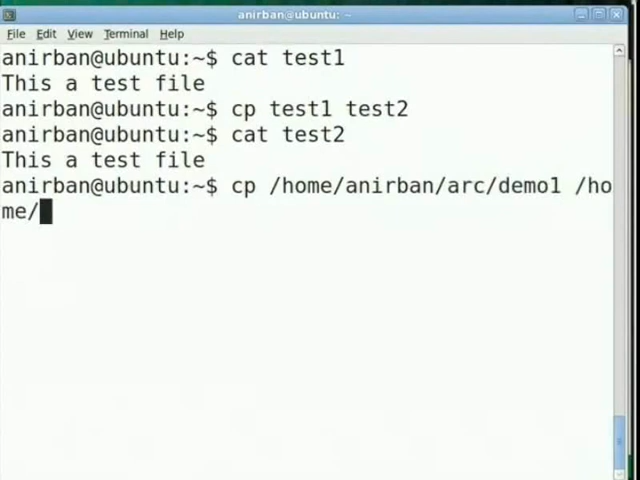 anirban@ubuntu: ~
File Edit View Terminal Help
anirban@ubuntu:~$ cat test1
This a test file
anirban@ubuntu:~$ cp test1 test2
anirban@ubuntu:~$ cat test2
This a test file
anirban@ubuntu:~$ cp /home/anirban/arc/demo1 /ho
me/